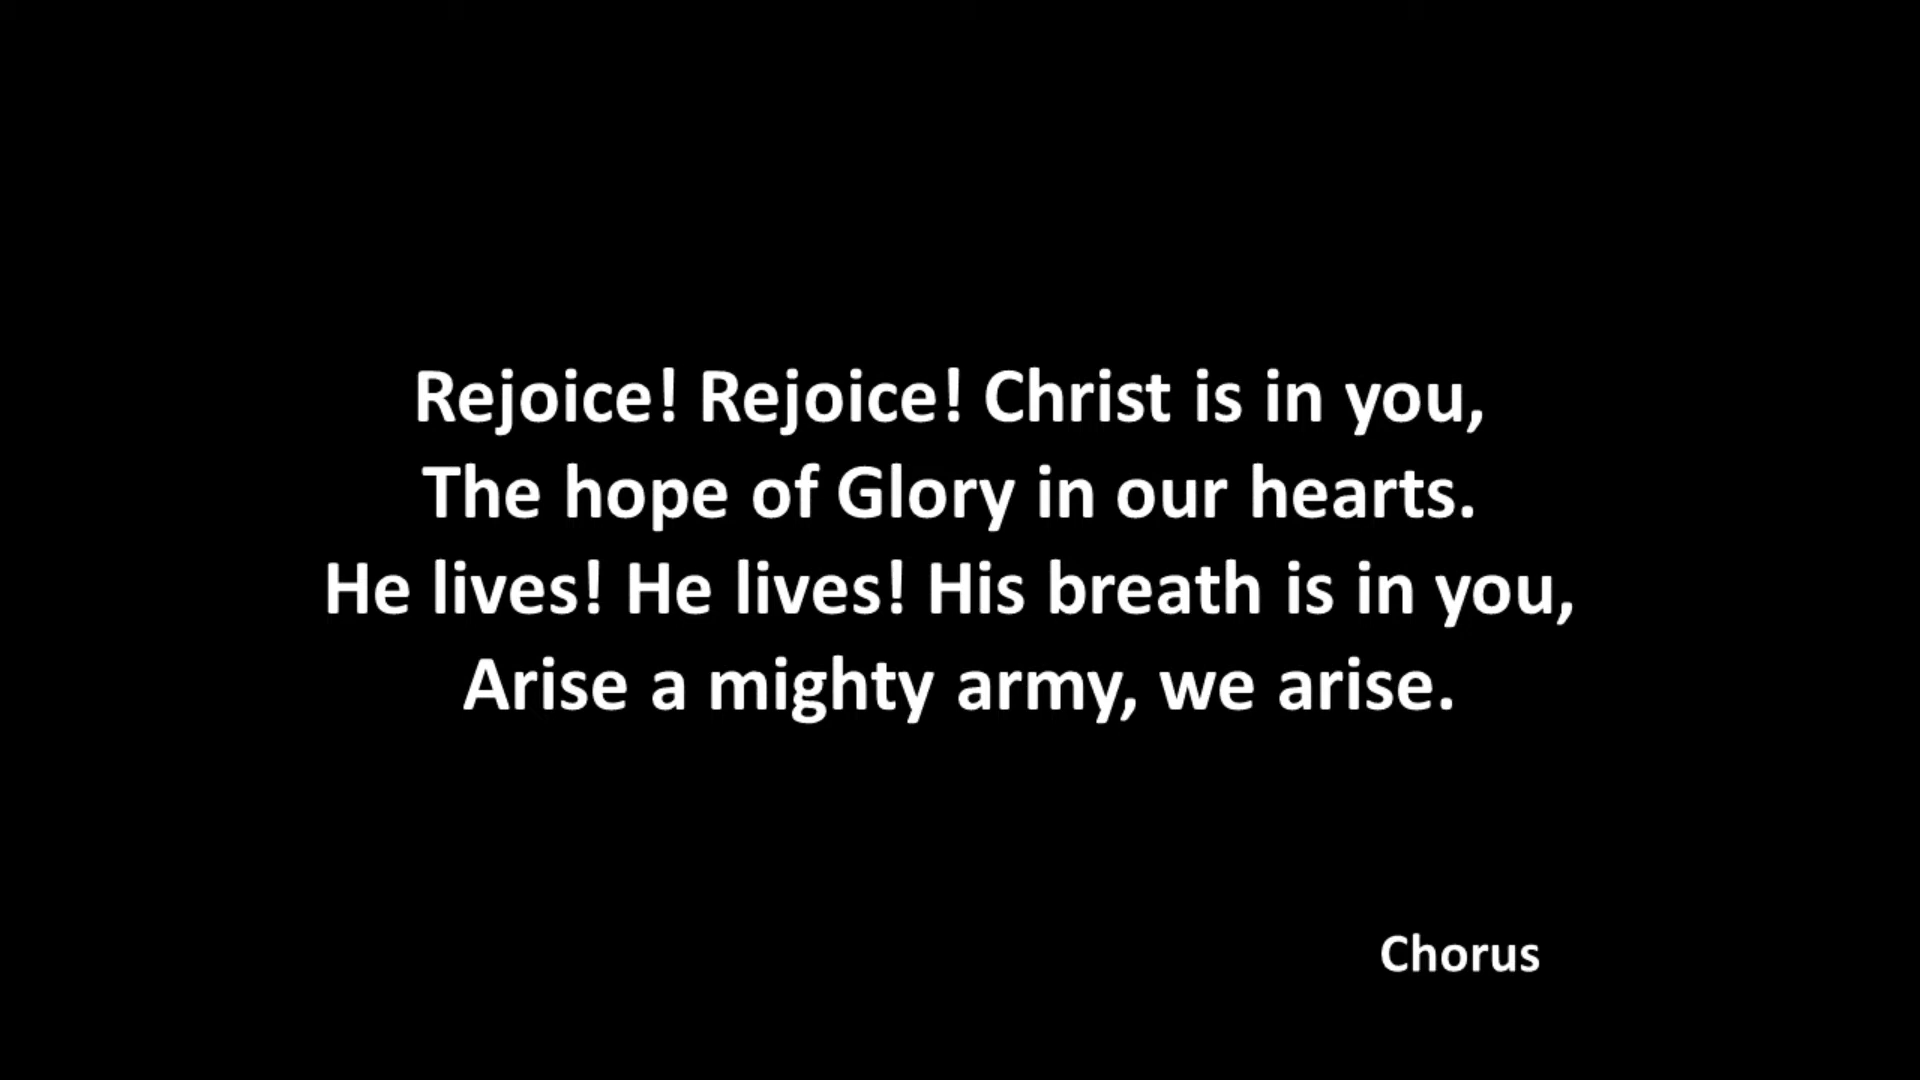 Rejoice! Rejoice! Christ is in you,
The hope of Glory in our hearts.
He lives! He lives! His breath is in you,
Arise a mighty army, we arise.
Chorus